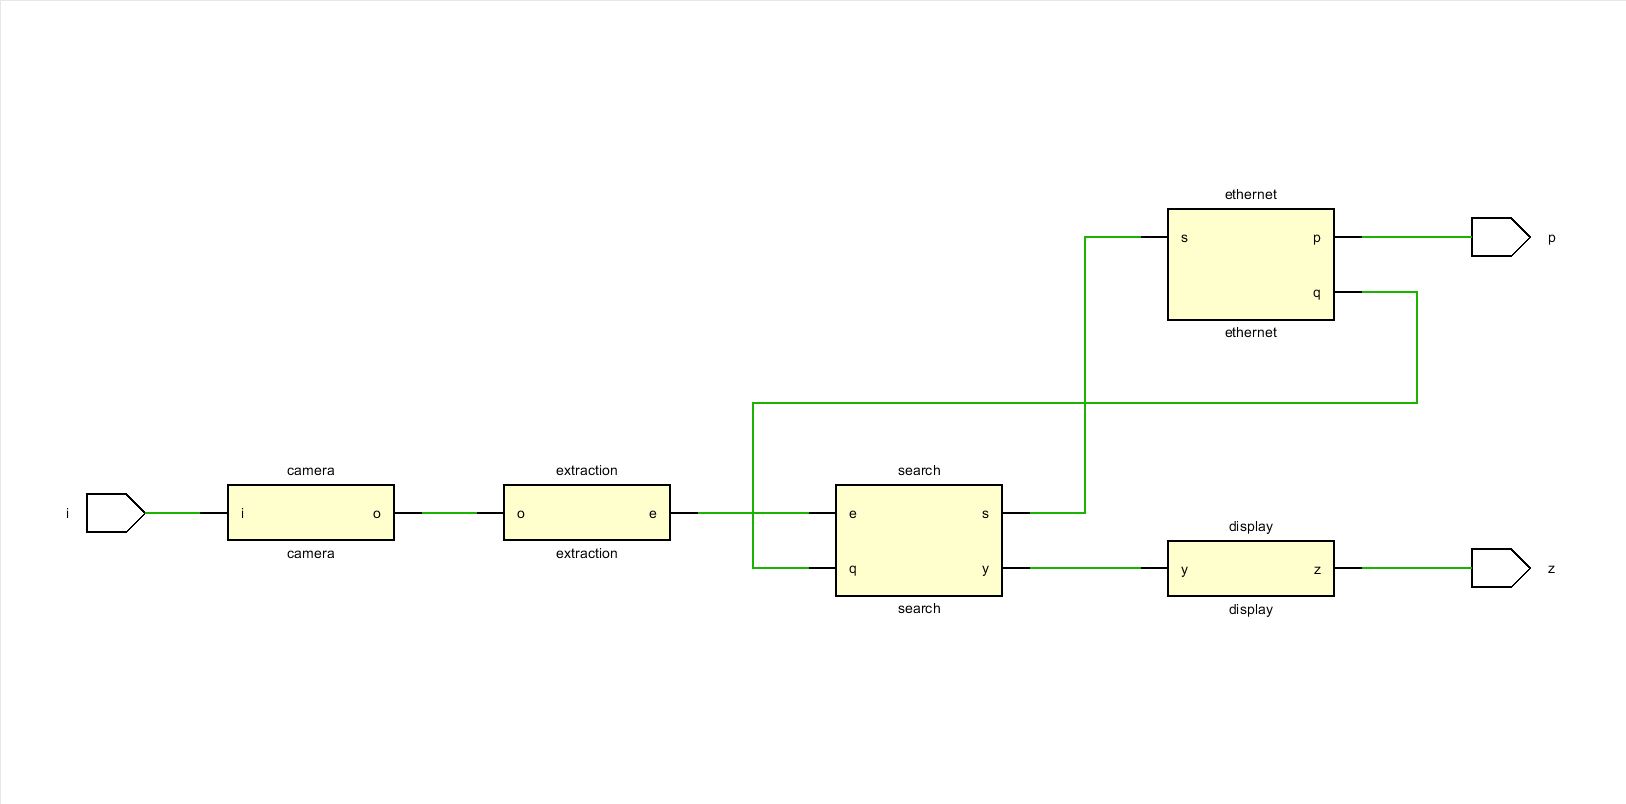 ethernet
s p
q
ethernet
p
camera
extraction
search
i
i o
o e
e s
q y
camera
extraction
search
display
y z
display
z